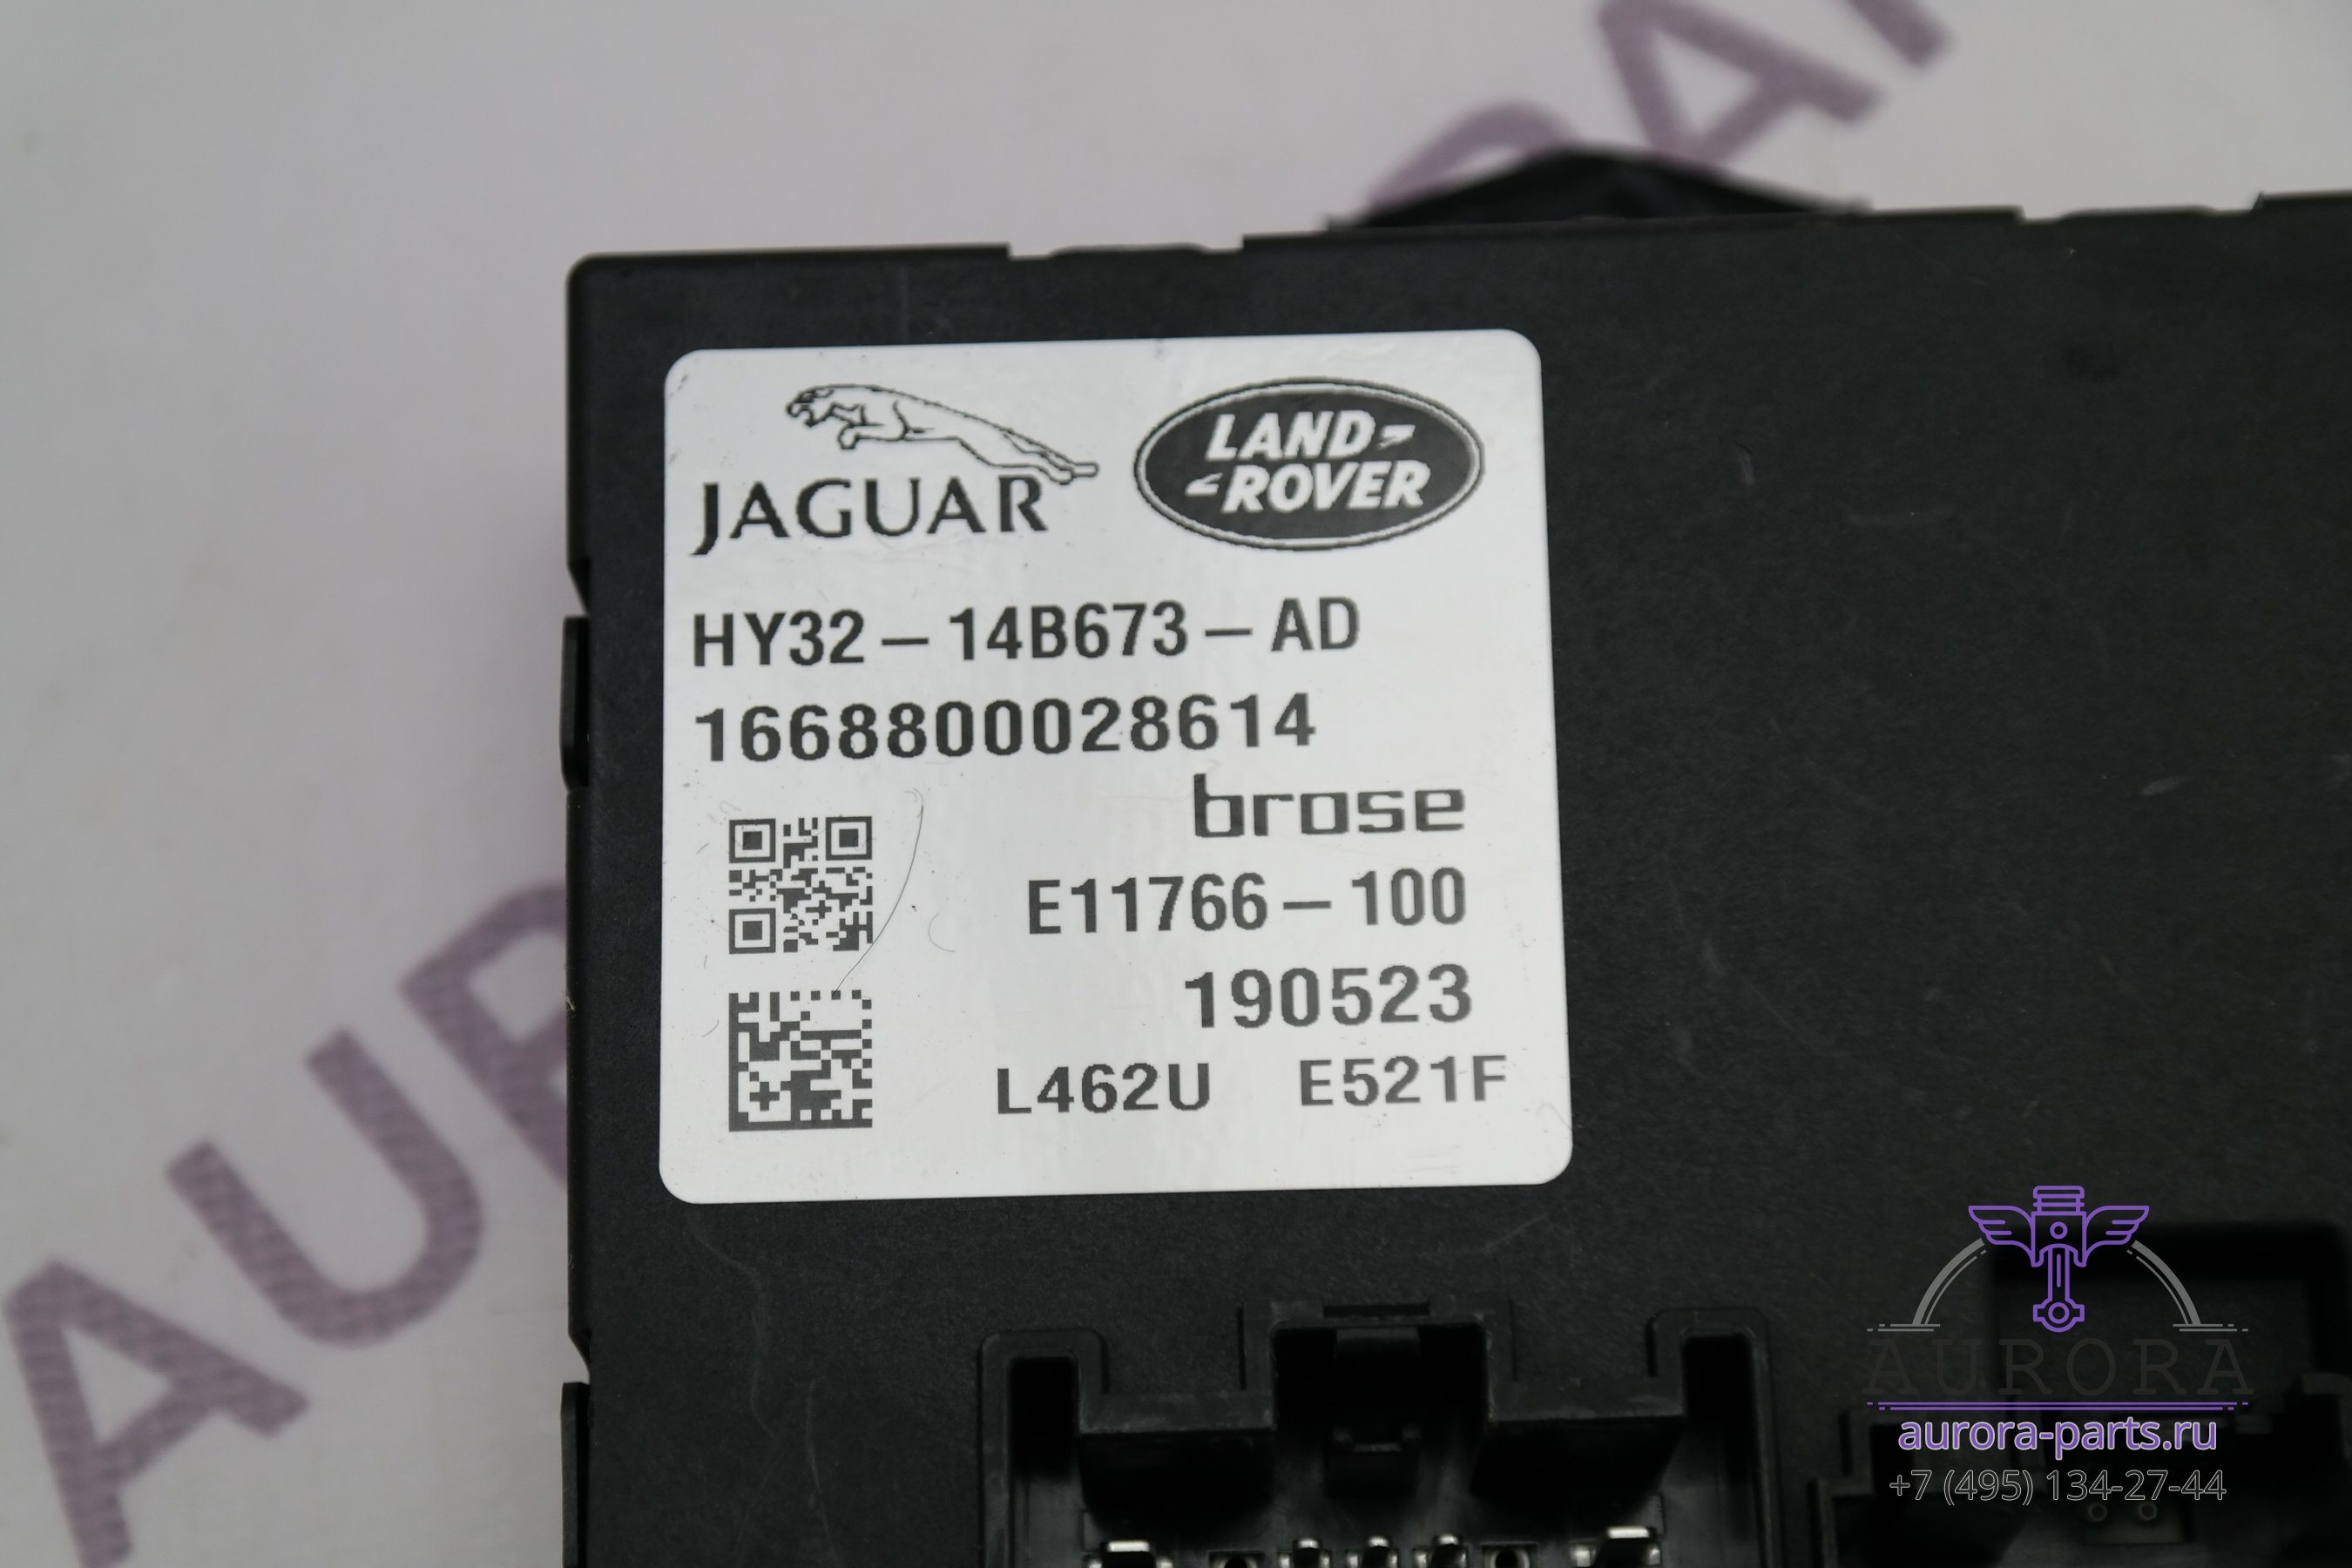 JAGUAR
LAND-
ROVER
HY32-14B673-AD
1668800028614
brose
E11766-100
190523
L462U E521F
AURORA
aurora-parts.ru
+7 (495) 134-27-44